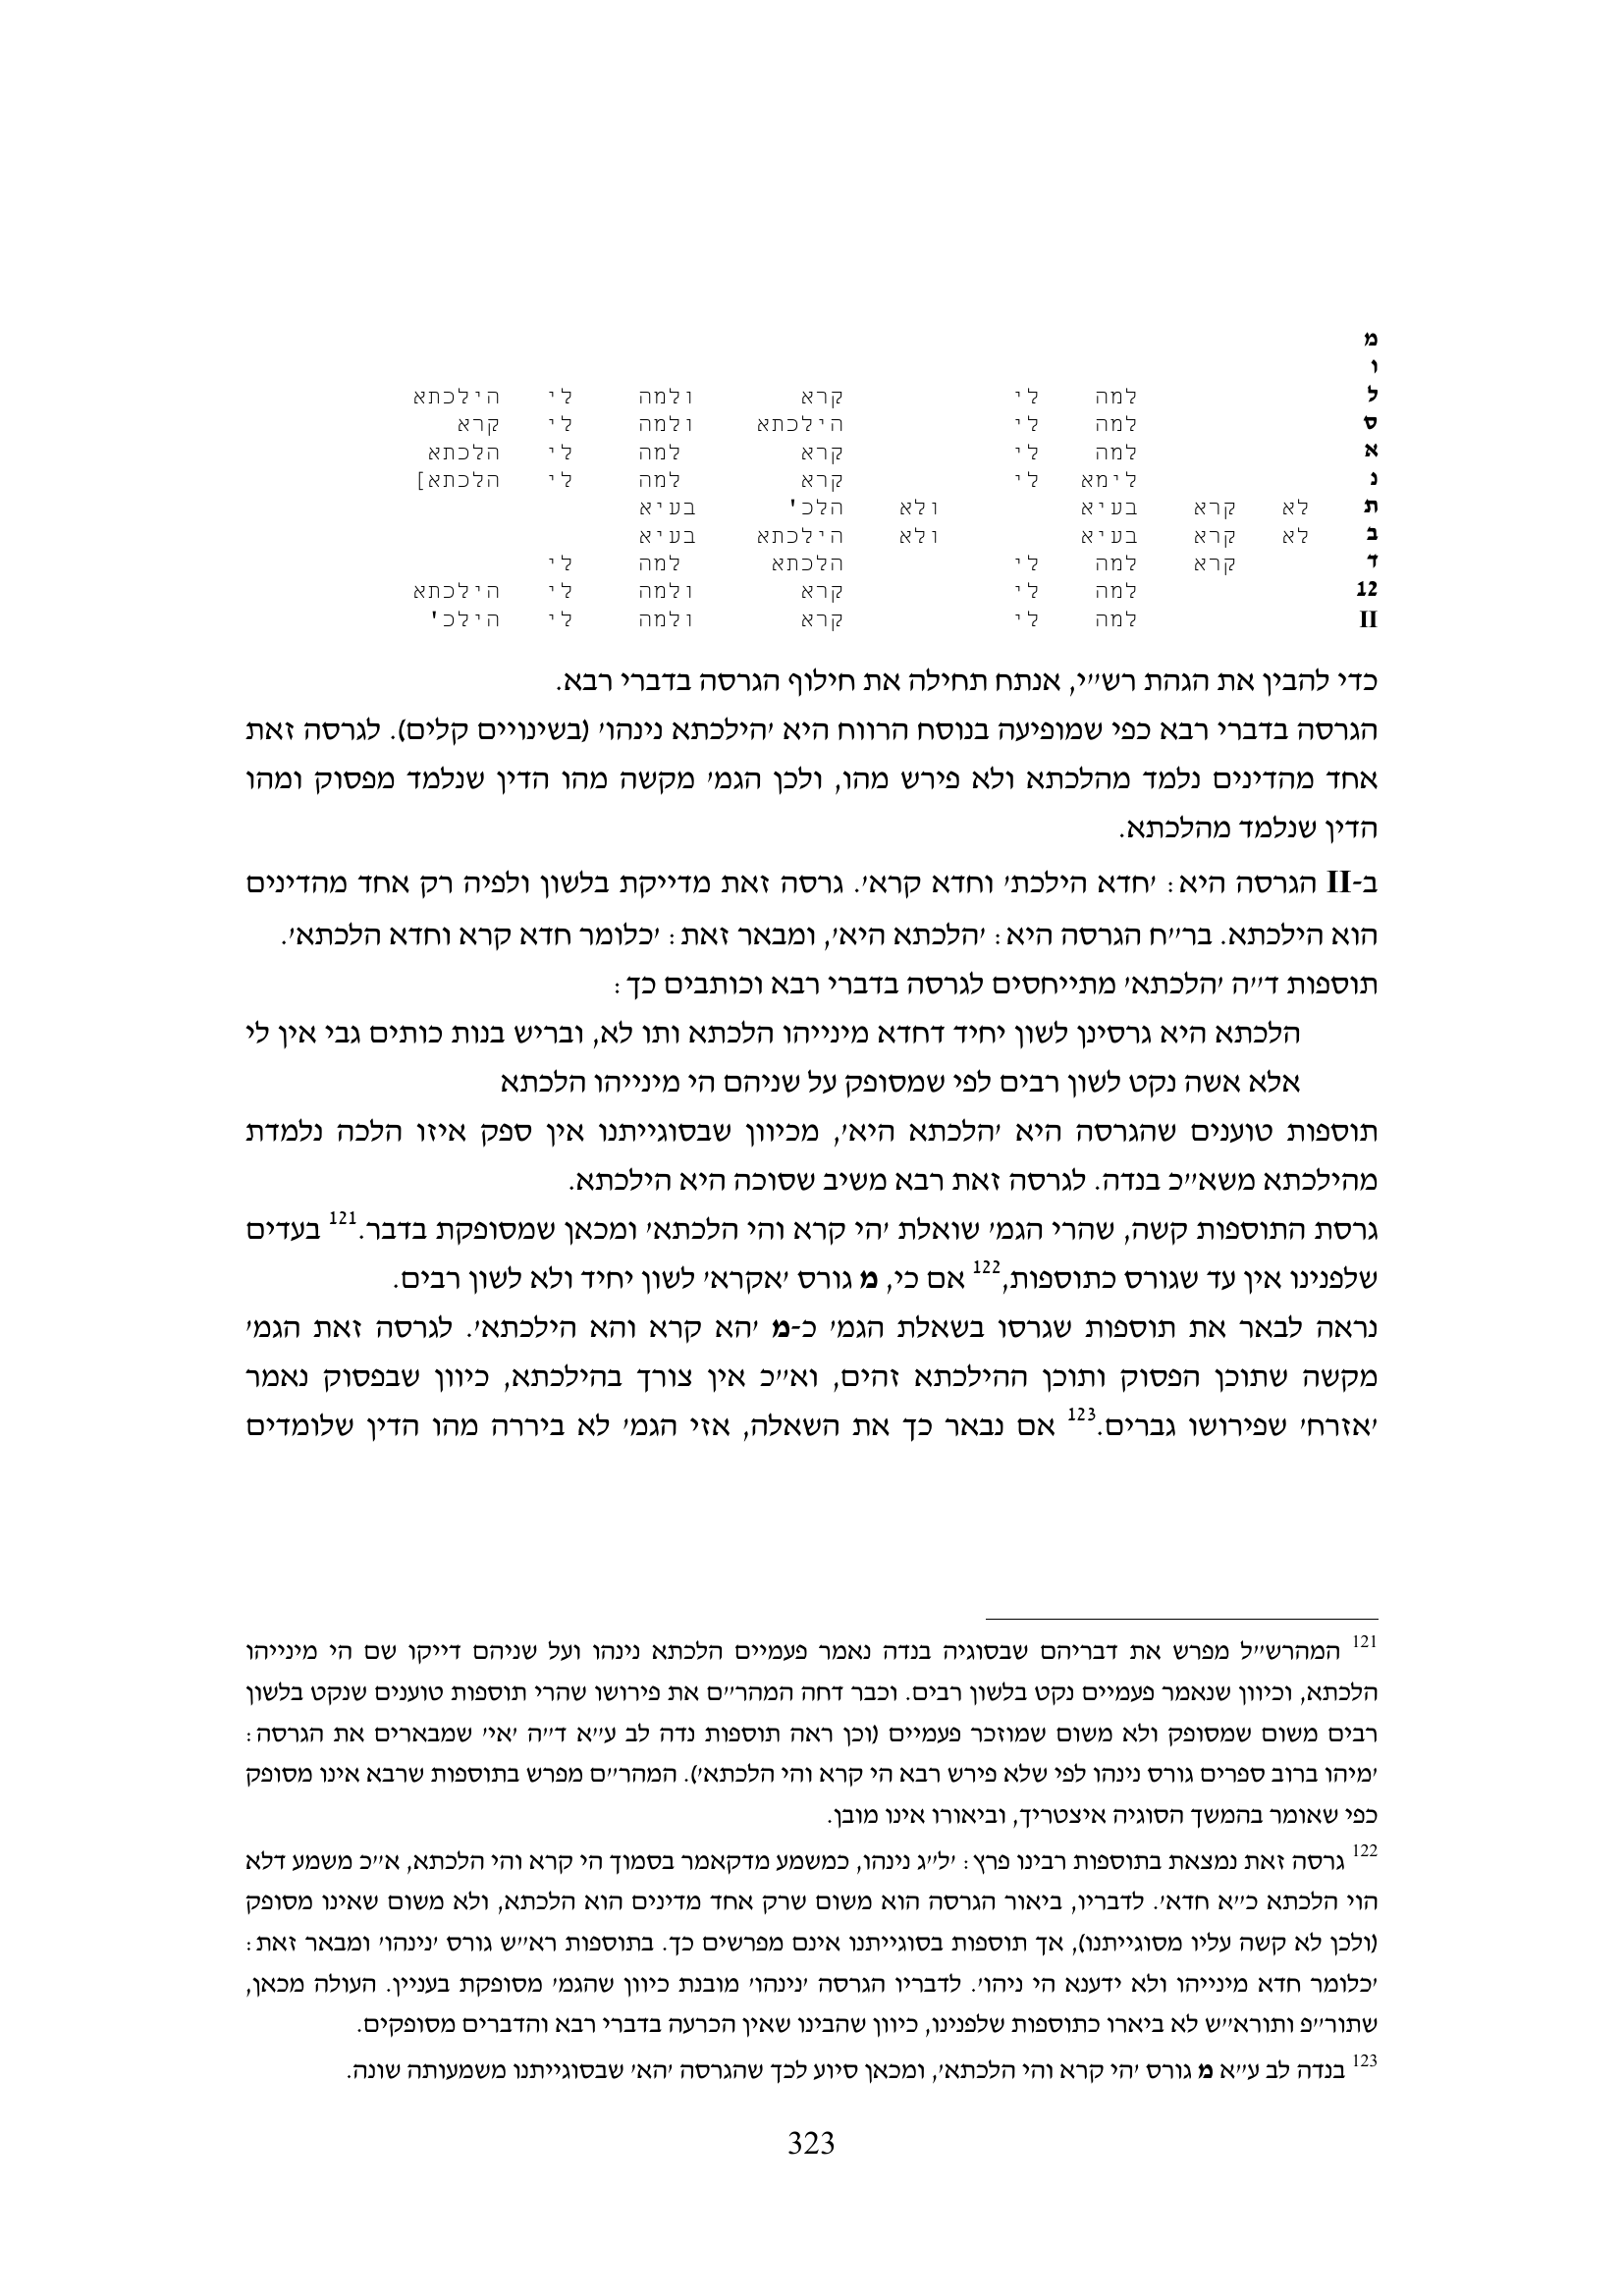 מ
ו
ל למה לי קרא ולמה לי הילכתא
ס למה לי הילכתא ולמה לי קרא
א למה לי קרא למה לי הלכתא
נ לימא לי קרא למה לי הלכתא]
ת לא קרא בעיא ולא הלכ' בעיא
ב לא קרא בעיא ולא הילכתא בעיא
ד קרא למה לי הלכתא למה לי
12 למה לי קרא ולמה לי הילכתא
II למה לי קרא ולמה לי הילכ'
כדי להבין את הגהת רש״י, אנתח תחילה את חילוף הגרסה בדברי רבא.
הגרסה בדברי רבא כפי שמופיעה בנוסח הרווח היא ׳הילכתא נינהו׳ (בשינויים קלים). לגרסה זאת
אחד מהדינים נלמד מהלכתא ולא פירש מהו, ולכן הגמ׳ מקשה מהו הדין שנלמד מפסוק ומהו
הדין שנלמד מהלכתא.
ב-II הגרסה היא: ׳חדא הילכת׳ וחדא קרא׳. גרסה זאת מדייקת בלשון ולפיה רק אחד מהדינים
הוא הילכתא. בר״ח הגרסה היא: ׳הלכתא היא׳, ומבאר זאת: ׳כלומר חדא קרא וחדא הלכתא׳.
תוספות ד״ה ׳הלכתא׳ מתייחסים לגרסה בדברי רבא וכותבים כך:
הלכתא היא גרסינן לשון יחיד דחדא מינייהו הלכתא ותו לא, ובריש בנות כותים גבי אין לי
אלא אשה נקט לשון רבים לפי שמסופק על שניהם הי מינייהו הלכתא
תוספות טוענים שהגרסה היא ׳הלכתא היא׳, מכיוון שבסוגייתנו אין ספק איזו הלכה נלמדת
מהילכתא משא״כ בנדה. לגרסה זאת רבא משיב שסוכה היא הילכתא.
גרסת התוספות קשה, שהרי הגמ׳ שואלת ׳הי קרא והי הלכתא׳ ומכאן שמסופקת בדבר.121 בעדים
שלפנינו אין עד שגורס כתוספות,122 אם כי, מ גורס ׳אקרא׳ לשון יחיד ולא לשון רבים.
נראה לבאר את תוספות שגרסו בשאלת הגמ׳ כ-מ ׳הא קרא והא הילכתא׳. לגרסה זאת הגמ׳
מקשה שתוכן הפסוק ותוכן ההילכתא זהים, וא״כ אין צורך בהילכתא, כיוון שבפסוק נאמר
׳אזרח׳ שפירושו גברים.123 אם נבאר כך את השאלה, אזי הגמ׳ לא ביררה מהו הדין שלומדים
121 המהרש״ל מפרש את דבריהם שבסוגיה בנדה נאמר פעמיים הלכתא נינהו ועל שניהם דייקו שם הי מינייהו
הלכתא, וכיוון שנאמר פעמיים נקט בלשון רבים. וכבר דחה המהר״ם את פירושו שהרי תוספות טוענים שנקט בלשון
רבים משום שמסופק ולא משום שמוזכר פעמיים (וכן ראה תוספות נדה לב ע״א ד״ה ׳אי׳ שמבארים את הגרסה:
׳מיהו ברוב ספרים גורס נינהו לפי שלא פירש רבא הי קרא והי הלכתא׳). המהר״ם מפרש בתוספות שרבא אינו מסופק
כפי שאומר בהמשך הסוגיה איצטריך, וביאורו אינו מובן.
122 גרסה זאת נמצאת בתוספות רבינו פרץ: ׳ל״ג נינהו, כמשמע מדקאמר בסמוך הי קרא והי הלכתא, א״כ משמע דלא
הוי הלכתא כ״א חדא׳. לדבריו, ביאור הגרסה הוא משום שרק אחד מדינים הוא הלכתא, ולא משום שאינו מסופק
(ולכן לא קשה עליו מסוגייתנו), אך תוספות בסוגייתנו אינם מפרשים כך. בתוספות רא״ש גורס ׳נינהו׳ ומבאר זאת:
׳כלומר חדא מינייהו ולא ידענא הי ניהו׳. לדבריו הגרסה ׳נינהו׳ מובנת כיוון שהגמ׳ מסופקת בעניין. העולה מכאן,
שתור״פ ותורא״ש לא ביארו כתוספות שלפנינו, כיוון שהבינו שאין הכרעה בדברי רבא והדברים מסופקים.
123 בנדה לב ע״א מ גורס ׳הי קרא והי הלכתא׳, ומכאן סיוע לכך שהגרסה ׳הא׳ שבסוגייתנו משמעותה שונה.
323